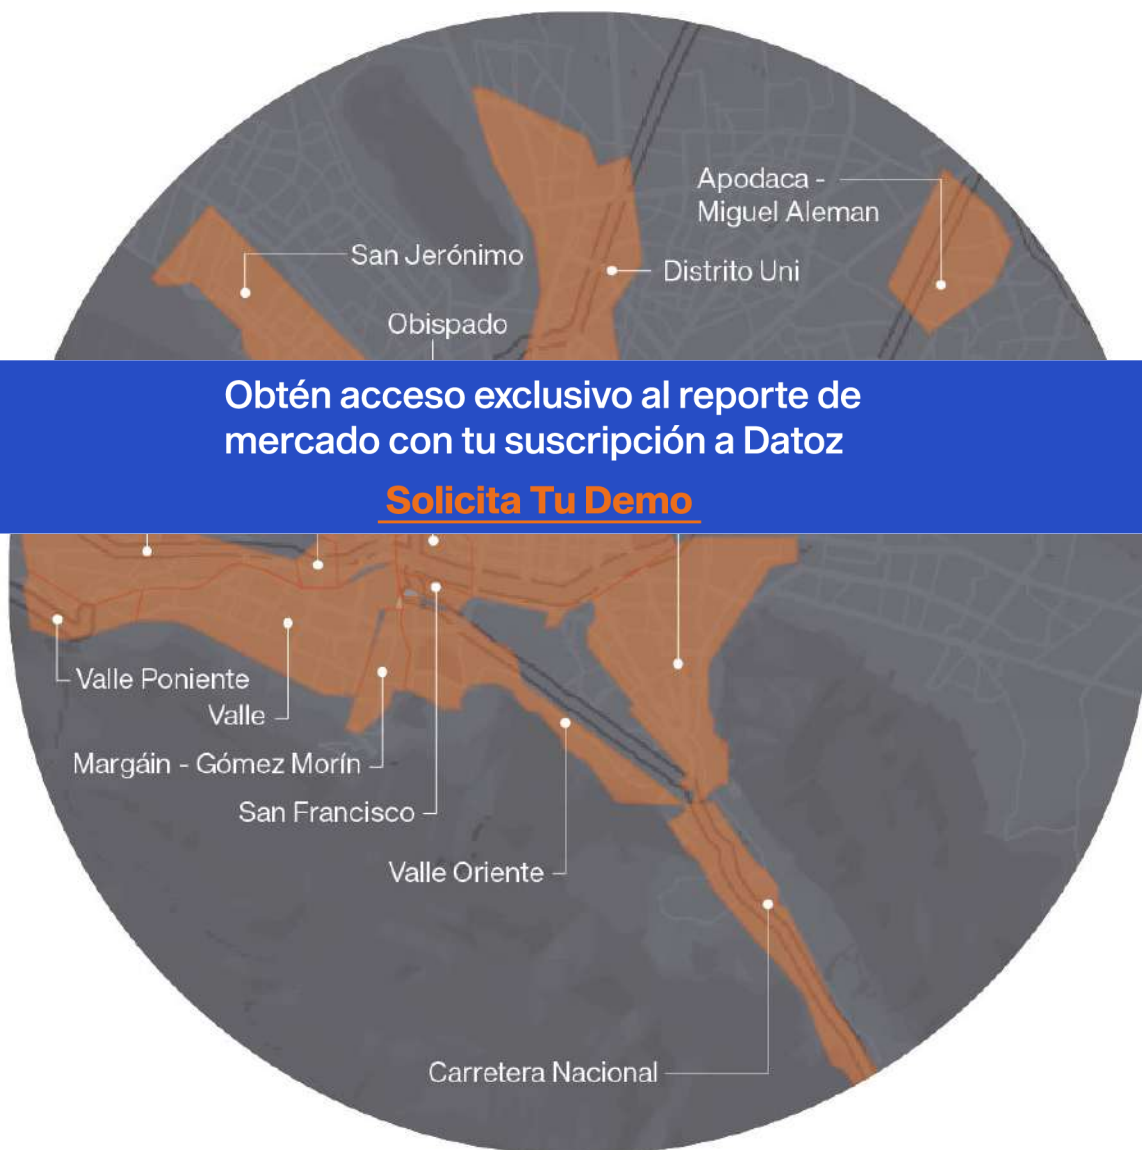 Apodaca -
Miguel Aleman
San Jerónimo
Distrito Uni
Obispado
Obtén acceso exclusivo al reporte de
mercado con tu suscripción a Datoz
Solicita Tu Demo
Valle Poniente
Valle
Margáin - Gómez Morín
San Francisco
Valle Oriente
Carretera Nacional